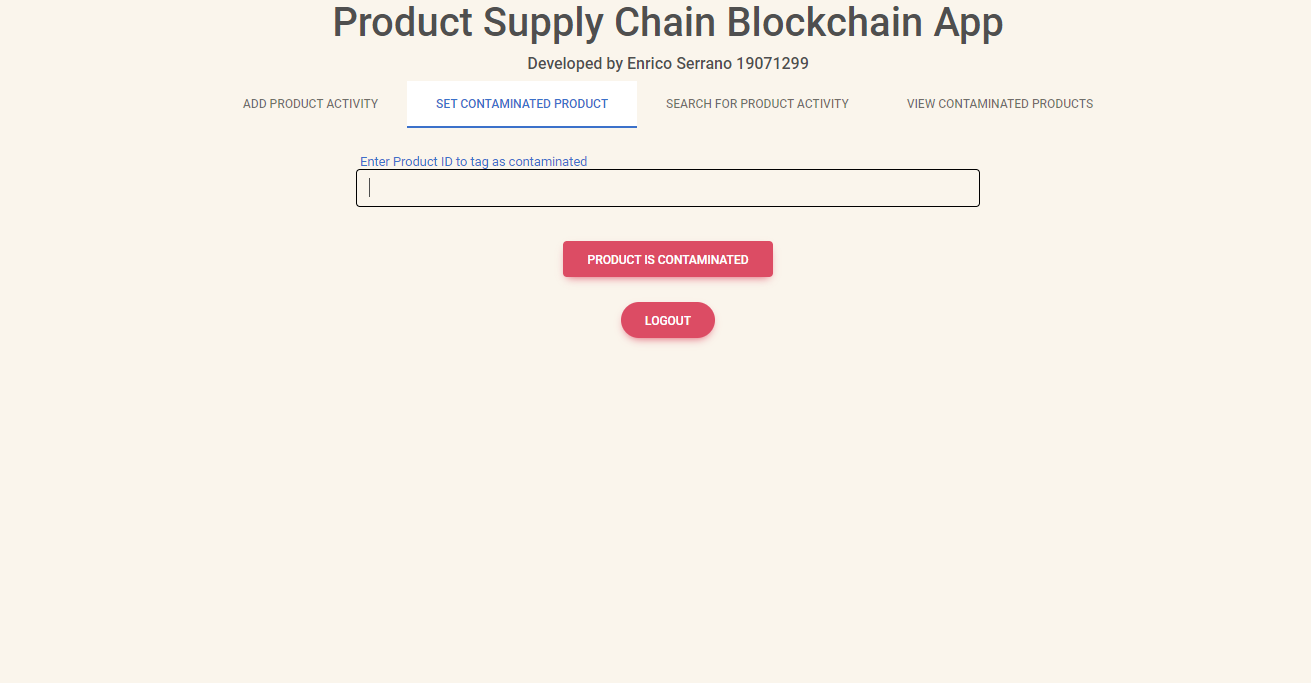 Product Supply Chain Blockchain App
Developed by Enrico Serrano 19071299
ADD PRODUCT ACTIVITY SET CONTAMINATED PRODUCT SEARCH FOR PRODUCT ACTIVITY VIEW CONTAMINATED PRODUCTS
Enter Product ID to tag as contaminated
PRODUCT IS CONTAMINATED
LOGOUT